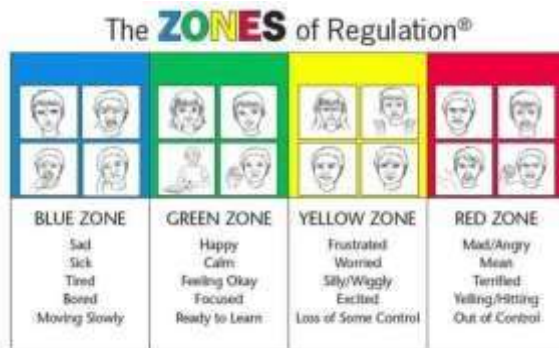 The ZONES of Regulation®
BLUE ZONE
Sad
Sick
Tired
Bored
Moving Slowly
GREEN ZONE
Happy
Calm
Feeling Okay
Focused
Ready to Learn
YELLOW ZONE
Frustrated
Worried
Silly/Wiggly
Excited
Loss of Some Control
RED ZONE
Mad/Angry
Mean
Terrified
Yelling/Hitting
Out of Control